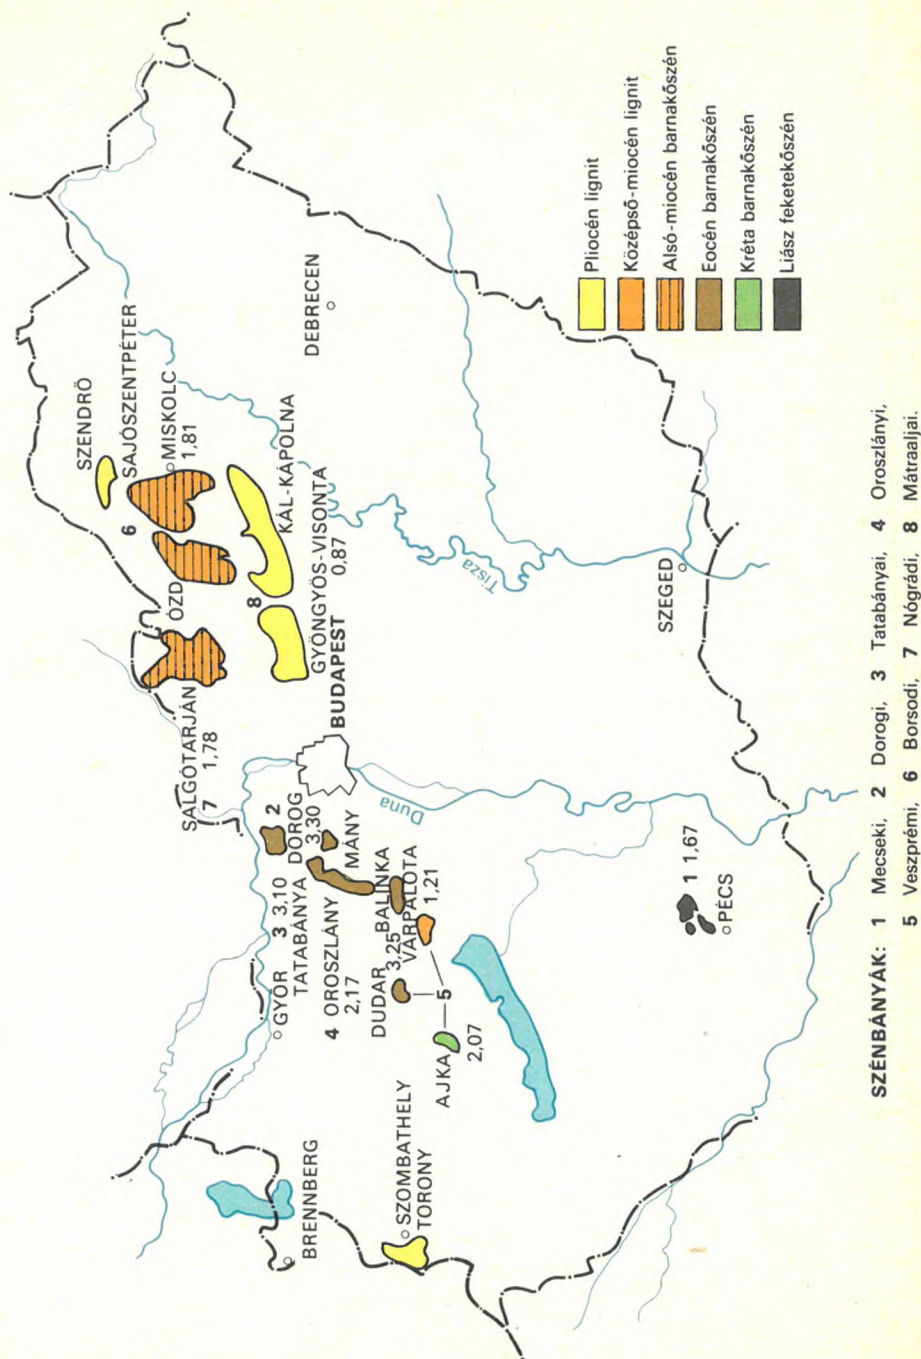 SZENDRŐ
SAJÓSZENTPÉTER
6
MISKOLC
1,81
ÓZD
KÁL-KÁPOLNA
8
GYÖNGYÖS-VISONTA
0,87
DEBRECEN
SALGÓTARJÁN
7 1,78
BUDAPEST
2
DOROG
3,30
MÁNY
GYŐR
3 3,10
TATABÁNYA
4 OROSZLÁNY
2,17
BALINKA
DUDAR
3,25
VÁRPALOTA
1,21
5
AJKA
2,07
BRENNBERG
SZOMBATHELY
TORONY
Duna
Tisza
SZEGED
1 1,67
PÉCS
Pliocén lignit
Középső-miocén lignit
Alsó-miocén barnakőszén
Eocén barnakőszén
Kréta barnakőszén
Liász feketekőszén
SZÉNBÁNYÁK: 1 Mecseki, 2 Dorogi, 3 Tatabányai, 4 Oroszlányi,
5 Veszprémi, 6 Borsodi, 7 Nógrádi, 8 Mátraaljai.